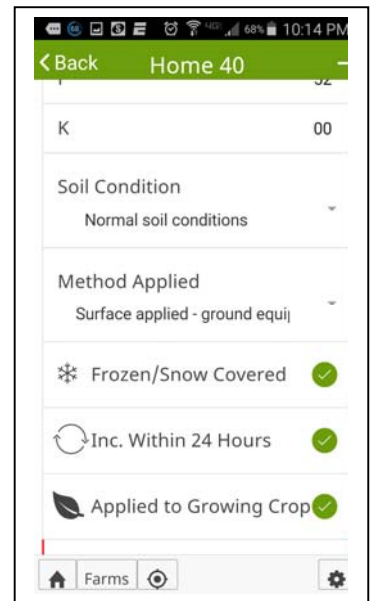 68% 10:14 PM
Back Home 40
K 00
Soil Condition
Normal soil conditions
Method Applied
Surface applied - ground equi
Frozen/Snow Covered
Inc. Within 24 Hours
Applied to Growing Crop
Farms